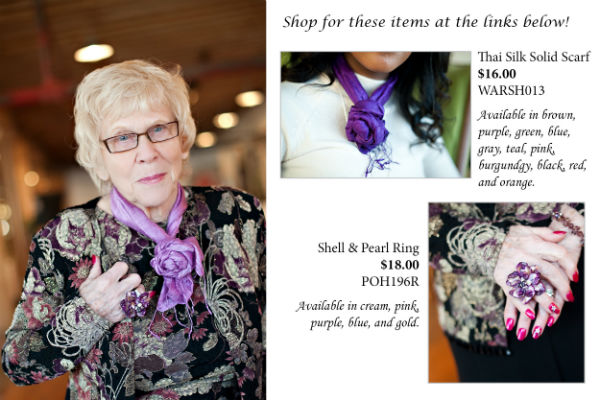 Shop for these items at the links below!
Thai Silk Solid Scarf
$16.00
WARSH013
Available in brown,
purple, green, blue,
gray, teal, pink,
burgundgy, black, red,
and orange.
Shell & Pearl Ring
$18.00
POH196R
Available in cream, pink,
purple, blue, and gold.